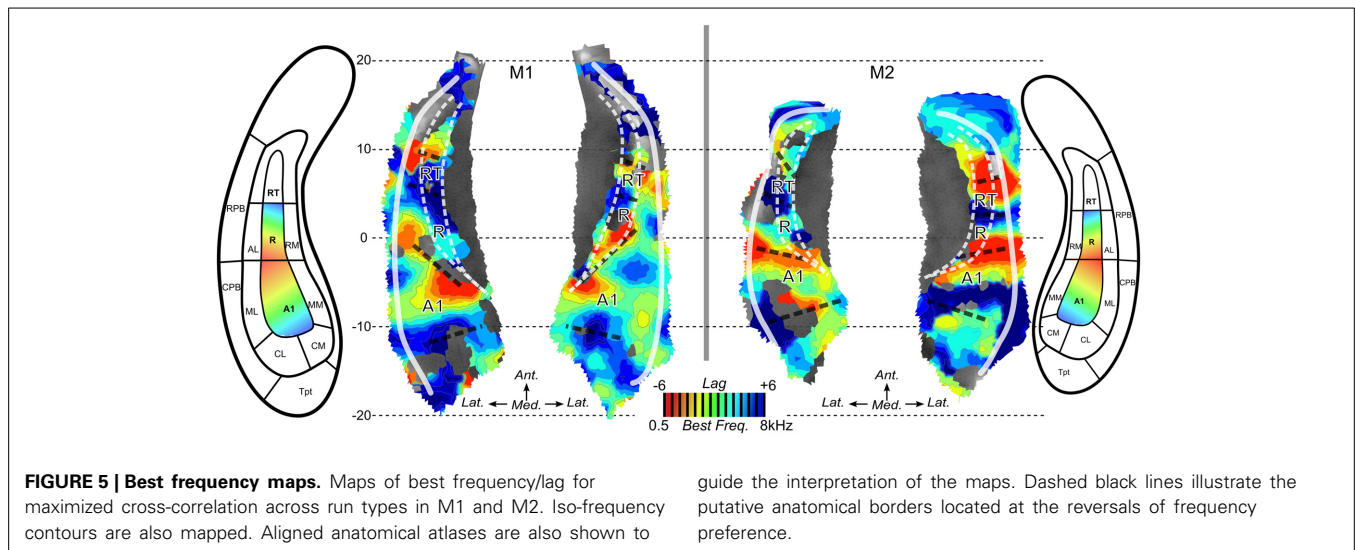 20
M1
M2
10
0
-10
-20
RT
RPB
R
RM
AL
CPB
A1
MM
ML
CL
CM
Tpt
RT
R
A1
RT
R
A1
RT
R
A1
RT
R
A1
RT
RPB
R
RM
AL
A1
ML
MM
CM
CL
Tpt
Ant.
Lat. Med. Lat.
-6 Lag +6
0.5 Best Freq. 8kHz
Ant.
Lat. Med. Lat.
FIGURE 5 | Best frequency maps. Maps of best frequency/lag for
maximized cross-correlation across run types in M1 and M2. Iso-frequency
contours are also mapped. Aligned anatomical atlases are also shown to
guide the interpretation of the maps. Dashed black lines illustrate the
putative anatomical borders located at the reversals of frequency
preference.